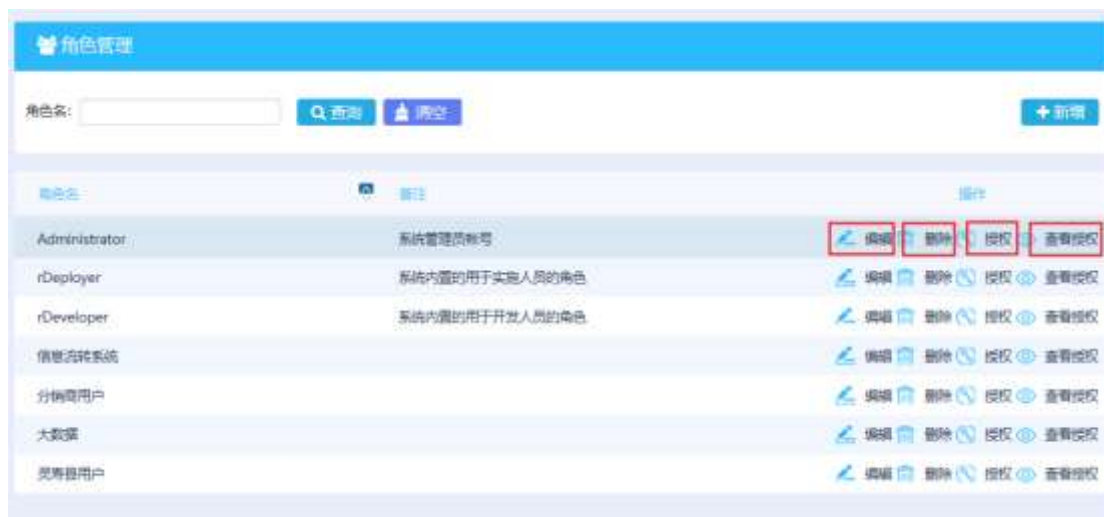 角色管理
角色名: 查询 清空 新增
角色名 备注 操作
Administrator 系统管理员帐号 编辑 删除 授权 查看授权
rDeployer 系统内置的用于实施人员的角色 编辑 删除 授权 查看授权
rDeveloper 系统内置的用于开发人员的角色 编辑 删除 授权 查看授权
信息流转系统 编辑 删除 授权 查看授权
分销商用户 编辑 删除 授权 查看授权
大数据 编辑 删除 授权 查看授权
灵寿县用户 编辑 删除 授权 查看授权